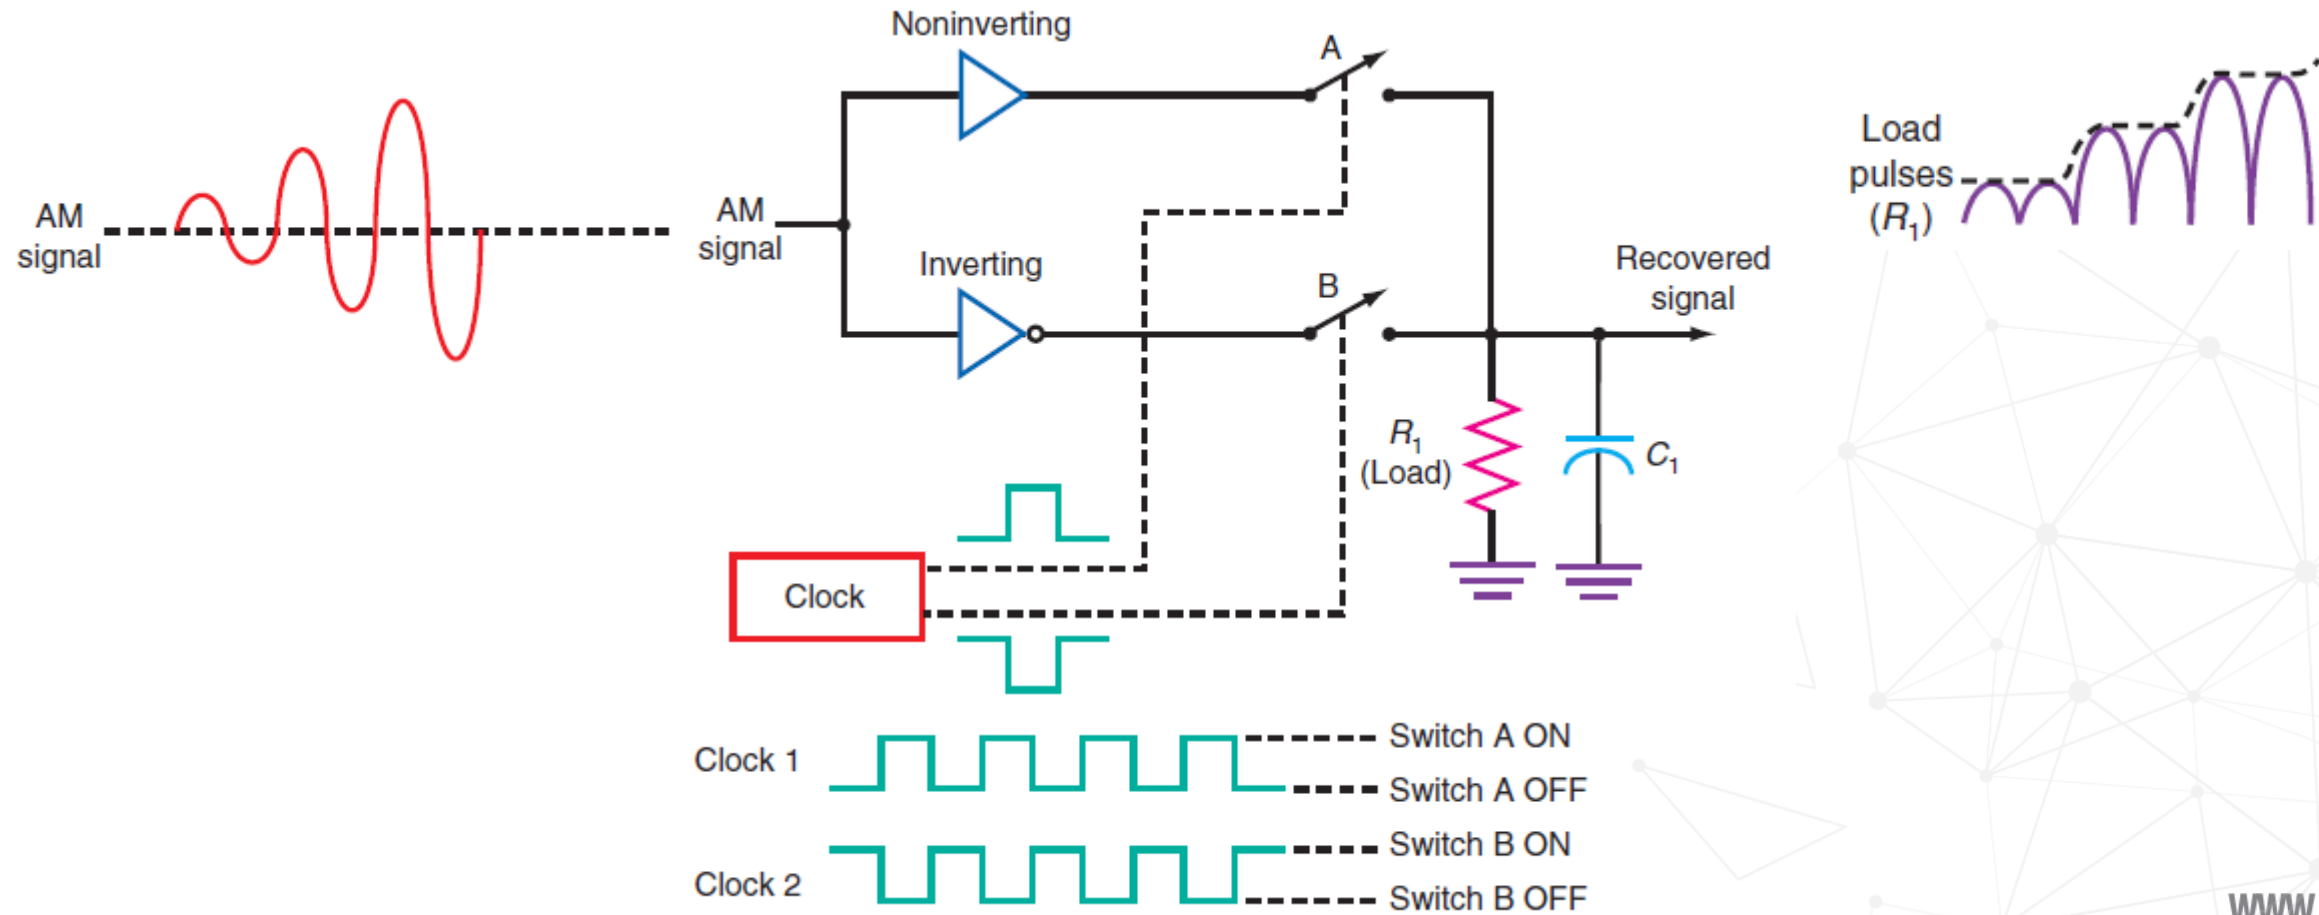 AM
signal
AM
signal
Noninverting
Inverting
A
B
Clock
R1
(Load)
C1
Recovered
signal
Load
pulses
(R1)
Clock 1
Switch A ON
Switch A OFF
Clock 2
Switch B ON
Switch B OFF
www